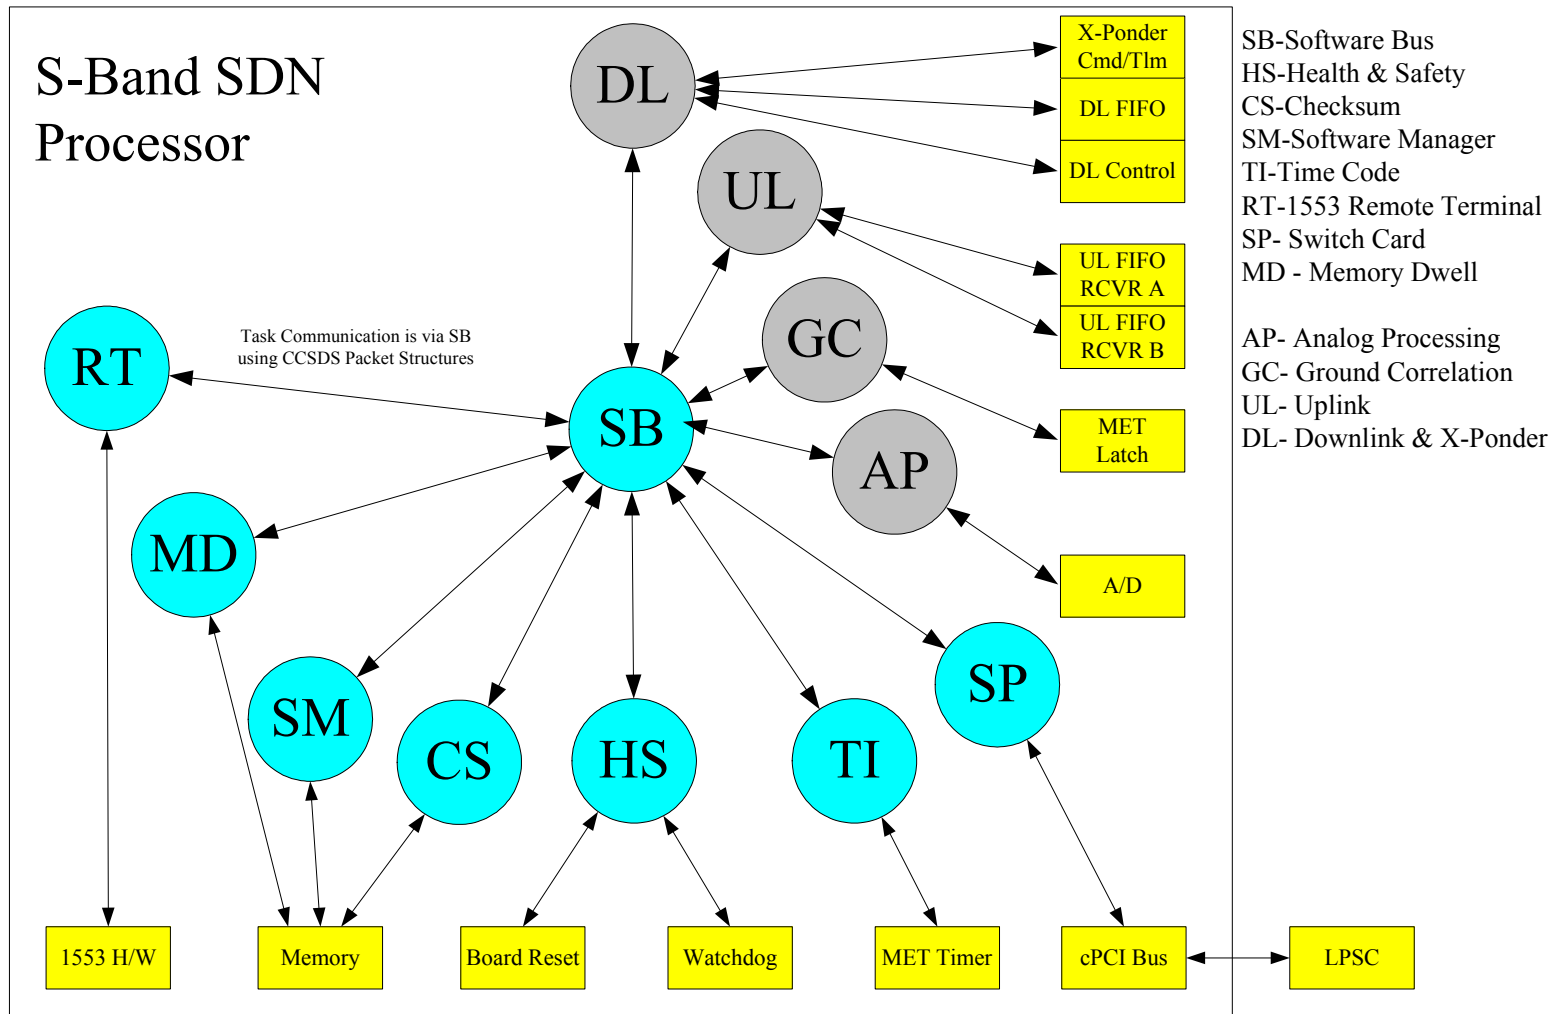 S-Band SDN
Processor
DL
X-Ponder
Cmd/Tlm
DL FIFO
DL Control
UL
UL FIFO
RCVR A
UL FIFO
RCVR B
GC
MET
Latch
AP
A/D
RT
Task Communication is via SB
using CCSDS Packet Structures
SB
MD
SM
CS
HS
TI
SP
1553 H/W
Memory
Board Reset
Watchdog
MET Timer
cPCI Bus
LPSC
SB-Software Bus
HS-Health & Safety
CS-Checksum
SM-Software Manager
TI-Time Code
RT-1553 Remote Terminal
SP- Switch Card
MD - Memory Dwell
AP- Analog Processing
GC- Ground Correlation
UL- Uplink
DL- Downlink & X-Ponder